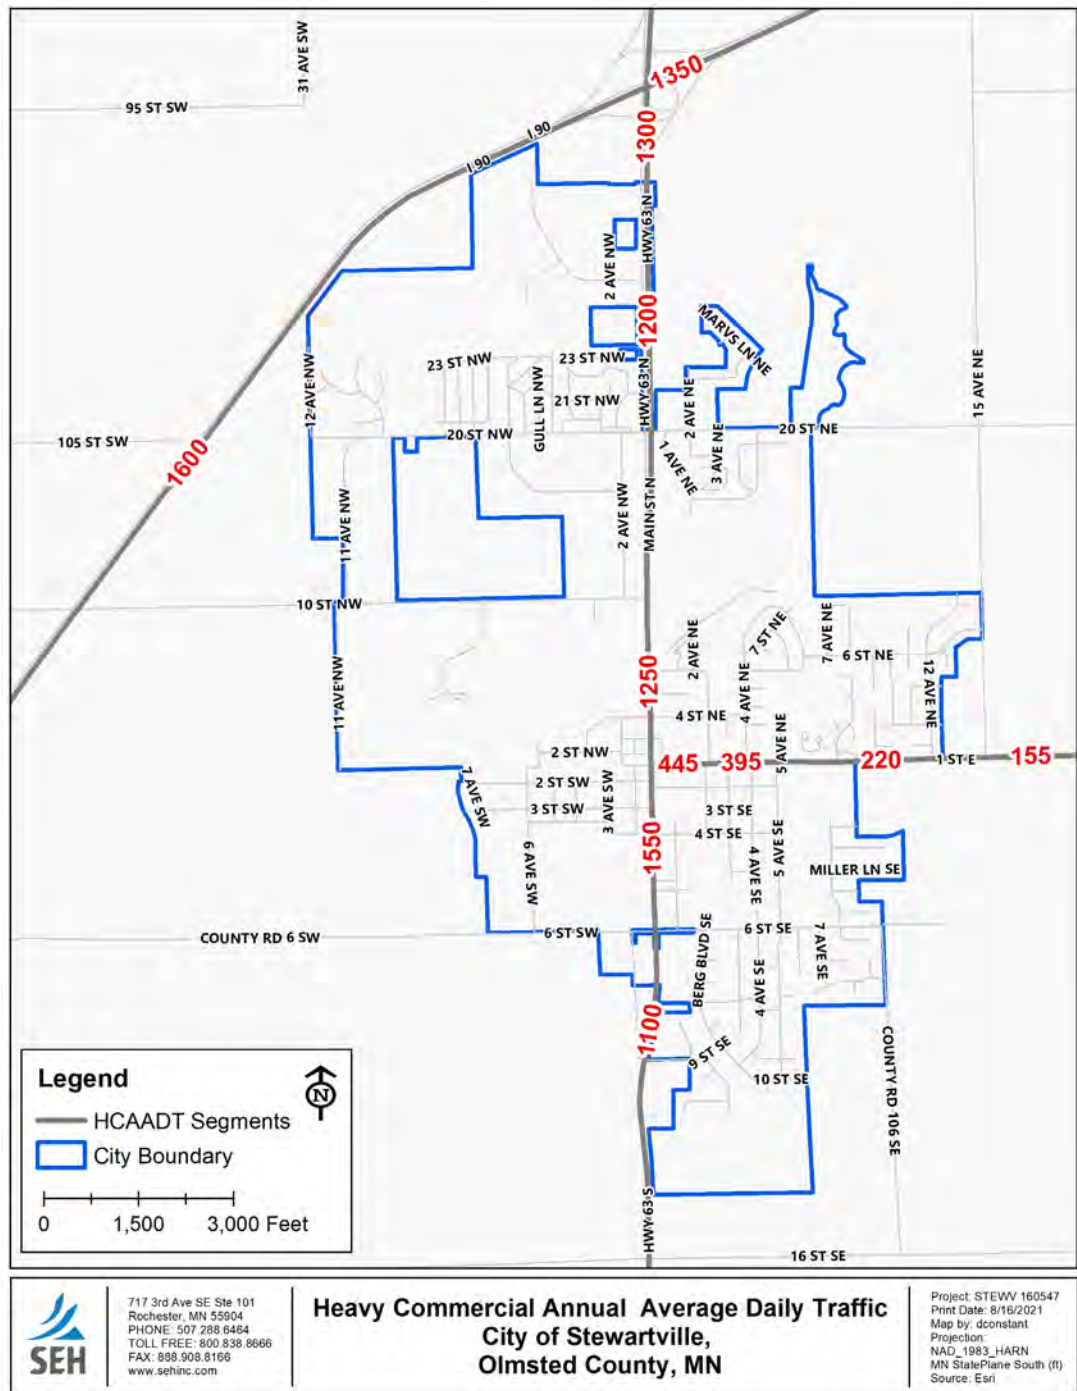 31 AVE SW
95 ST SW
1350
I 90
I 90
1300
HWY 63 N
2 AVE NW
1200
MARVS LN NE
23 ST NW
23 ST NW
HWY 63 N
GULL LN NW
21 ST NW
2 AVE NE
12 AVE NW
15 AVE NE
105 ST SW
20 ST NW
20 ST NE
1 AVE NE
3 AVE NE
1600
11 AVE NW
2 AVE NW
MAIN ST N
10 ST NW
7 ST NE
7 AVE NE
2 AVE NE
6 ST NE
11 AVE NW
1250
4 AVE NE
12 AVE NE
4 ST NE
5 AVE NE
2 ST NW
445
395
220
1 ST E
155
7 AVE SW
2 ST SW
3 ST SW
3 AVE SW
3 ST SE
4 ST SE
1550
6 AVE SW
4 AVE SE
5 AVE SE
MILLER LN SE
COUNTY RD 6 SW
6 ST SW
6 ST SE
BERG BLVD SE
7 AVE SE
4 AVE SE
1100
9 ST SE
10 ST SE
COUNTY RD 106 SE
HWY 63 S
16 ST SE
Legend
N
HCAADT Segments
City Boundary
0 1,500 3,000 Feet
SEH
717 3rd Ave SE Ste 101
Rochester, MN 55904
PHONE: 507.288.6464
TOLL FREE: 800.838.8666
FAX: 888.908.8166
www.sehinc.com
Heavy Commercial Annual Average Daily Traffic
City of Stewartville,
Olmsted County, MN
Project: STEWV 160547
Print Date: 8/16/2021
Map by: dconstant
Projection:
NAD_1983_HARN
MN StatePlane South (ft)
Source: Esri